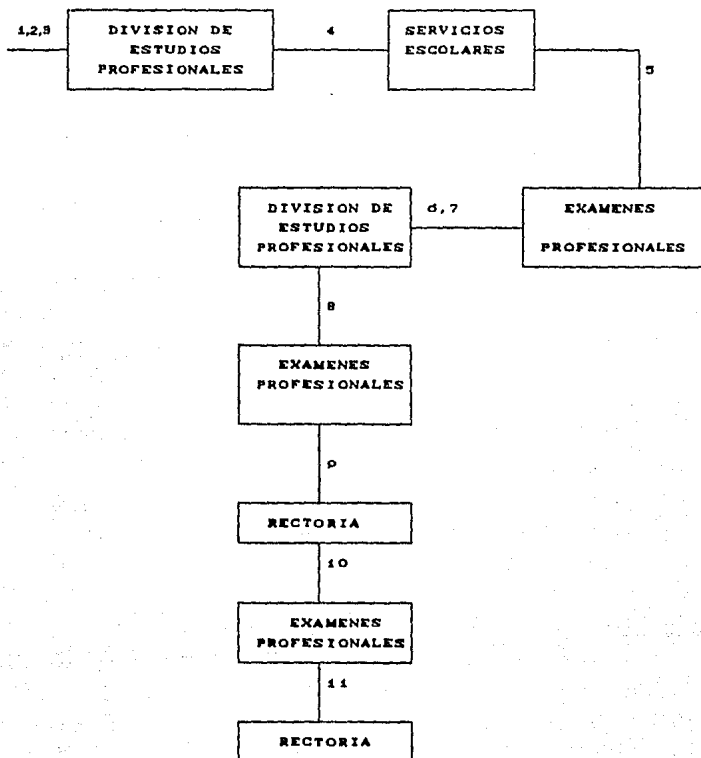 1,2,3
DIVISION DE
ESTUDIOS
PROFESIONALES
4
SERVICIOS
ESCOLARES
5
DIVISION DE
ESTUDIOS
PROFESIONALES
6,7
EXAMENES
PROFESIONALES
8
EXAMENES
PROFESIONALES
9
RECTORIA
10
EXAMENES
PROFESIONALES
11
RECTORIA